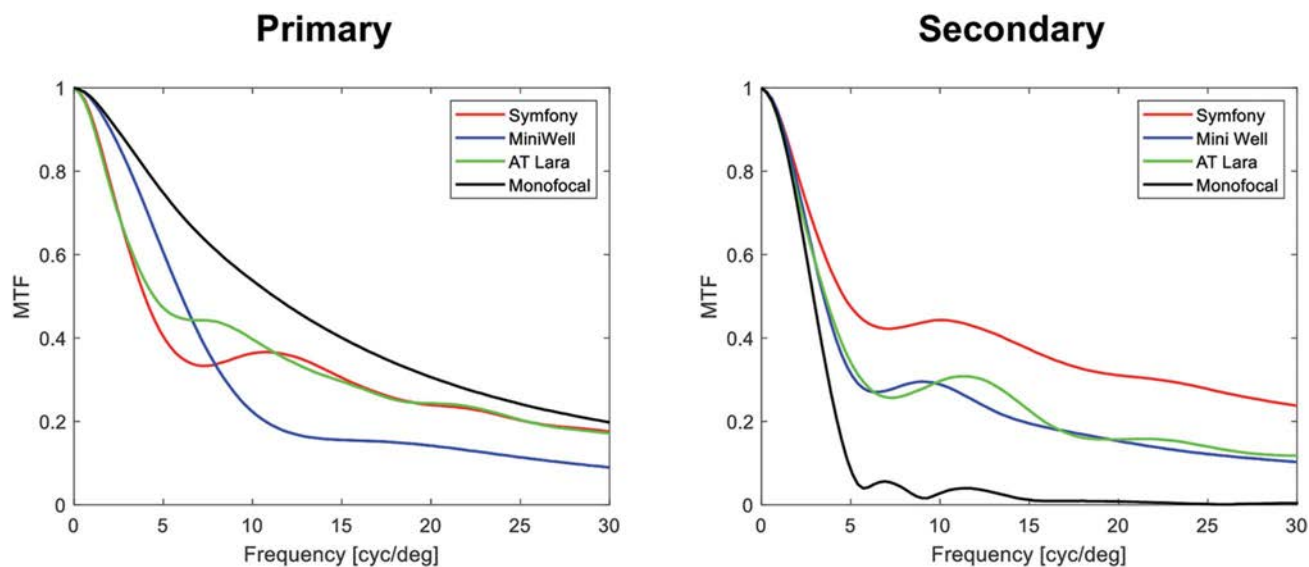 Primary
1
0.8
0.6
0.4
0.2
0
MTF
0 5 10 15 20 25 30
Frequency [cyc/deg]
Symfony
MiniWell
AT Lara
Monofocal
Secondary
1
0.8
0.6
0.4
0.2
0
MTF
0 5 10 15 20 25 30
Frequency [cyc/deg]
Symfony
Mini Well
AT Lara
Monofocal